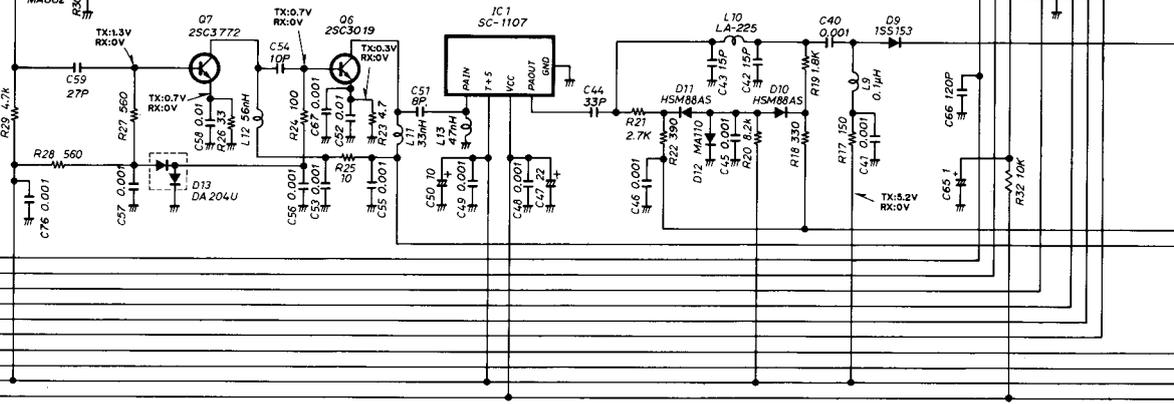 MA862
R30
Q7
2SC3772
TX:1.3V
RX:0V
C59
27P
R29 4.7k
R27 560
TX:0.7V
RX:0V
C58 0.01
R26 33
L12 56nH
C54
10P
TX:0.7V
RX:0V
Q6
2SC3019
TX:0.3V
RX:0V
R24 100
C67 0.001
C52 0.01
R23 4.7
R28 560
C76 0.001
C57 0.001
D13
DA204U
C56 0.001
C53 0.001
R25
10
C55 0.001
IC1
SC-1107
PAIN
T+5
VCC
PAOUT
GND
C51
8P
L11
33nH
L13
47nH
C50 10
C49 0.001
C48 0.001
C47 22
C44
33P
L10
LA-225
C43 15P
C42 15P
R21
2.7K
D11
HSM88AS
D10
HSM88AS
R22 390
D12 MA110
C45 0.001
R20 8.2k
C46 0.001
C40
0.001
R19 1.8K
R18 330
D9
1SS153
L9
0.1μH
R17 150
C41 0.001
TX:5.2V
RX:0V
C66 120P
C65 1
R32 10K